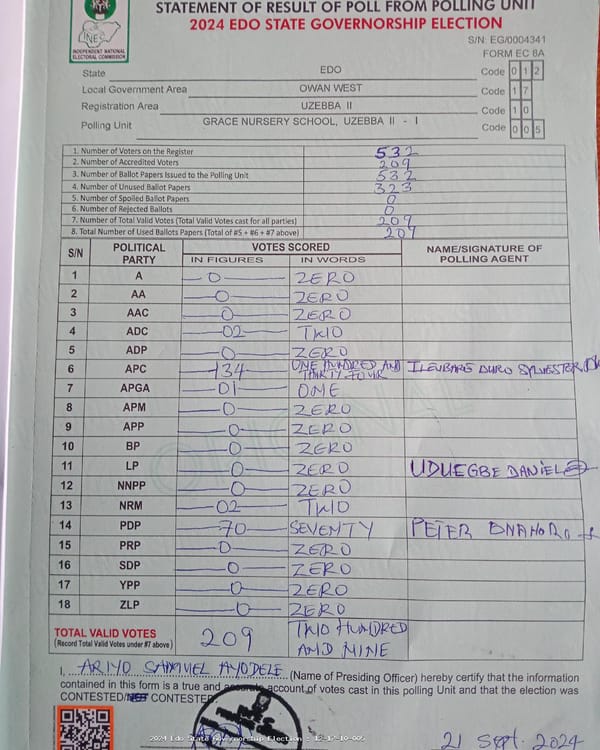 STATEMENT OF RESULT OF POLL FROM POLLING UNIT
2024 EDO STATE GOVERNORSHIP ELECTION
INEC
INDEPENDENT NATIONAL
ELECTORAL COMMISSION
S/N: EG/0004341
FORM EC 8A
State EDO Code 0 1 2
Local Government Area OWAN WEST Code 1 7
Registration Area UZEBBA II Code 1 0
Polling Unit GRACE NURSERY SCHOOL, UZEBBA II - I Code 0 0 5
1. Number of Voters on the Register 532
2. Number of Accredited Voters 209
3. Number of Ballot Papers Issued to the Polling Unit 532
4. Number of Unused Ballot Papers 323
5. Number of Spoiled Ballot Papers 0
6. Number of Rejected Ballots 0
7. Number of Total Valid Votes (Total Valid Votes cast for all parties) 209
8. Total Number of Used Ballots Papers (Total of #5 + #6 + #7 above) 209
S/N POLITICAL PARTY VOTES SCORED NAME/SIGNATURE OF POLLING AGENT
IN FIGURES IN WORDS
1 A 0 ZERO
2 AA 0 ZERO
3 AAC 0 ZERO
4 ADC 02 TWO
5 ADP 0 ZERO
6 APC 134 ONE HUNDRED AND THIRTY FOUR SYLVESTER
7 APGA 01 ONE
8 APM 0 ZERO
9 APP 0 ZERO
10 BP 0 ZERO
11 LP 0 ZERO UDUEGBE DANIEL
12 NNPP 0 ZERO
13 NRM 02 TWO
14 PDP 70 SEVENTY PETER
15 PRP 0 ZERO
16 SDP 0 ZERO
17 YPP 0 ZERO
18 ZLP 0 ZERO
TOTAL VALID VOTES 209 TWO HUNDRED
(Record Total Valid Votes under #7 above) AND NINE
I, ARIYO SAMUEL AYODELE (Name of Presiding Officer) hereby certify that the information
contained in this form is a true and accurate account of votes cast in this polling Unit and that the election was
CONTESTED/NOT CONTESTED
2024 Edo State Governorship Election : 12-17-10-005
21 Sept. 2024